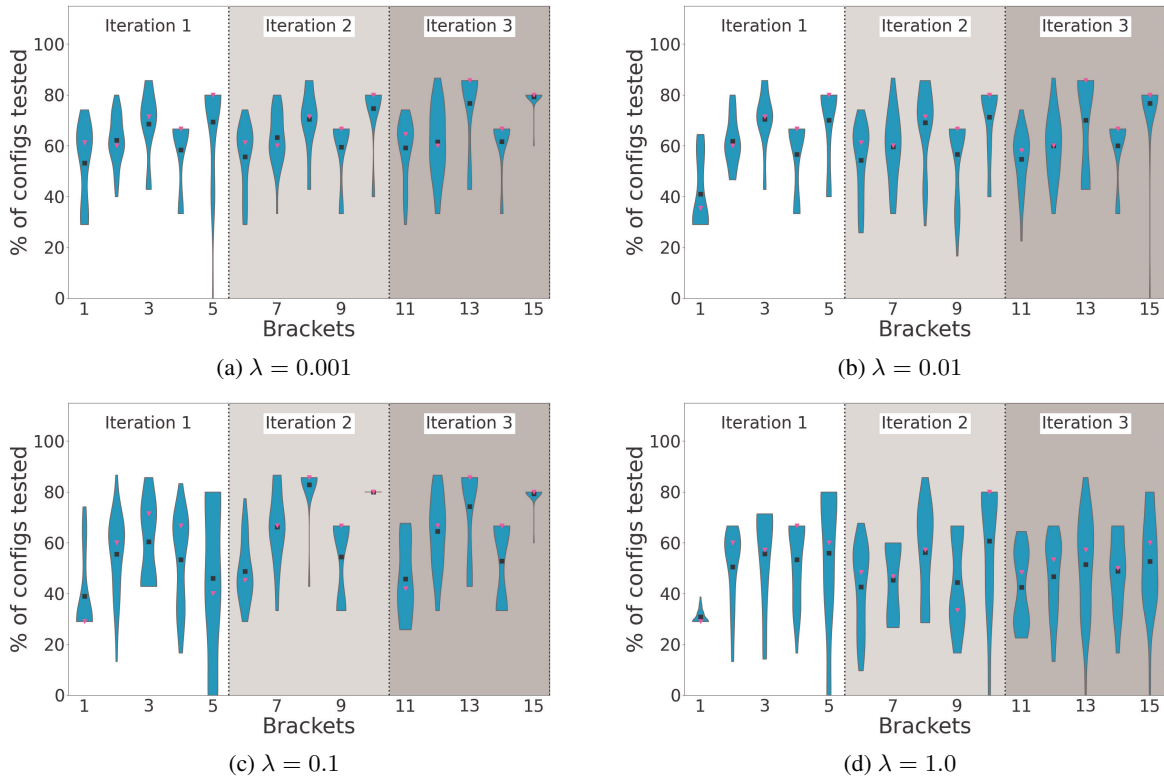 Iteration 1 Iteration 2 Iteration 3
% of configs tested
100
80
60
40
20
0
1 3 5 7 9 11 13 15
Brackets
(a) λ = 0.001
Iteration 1 Iteration 2 Iteration 3
% of configs tested
100
80
60
40
20
0
1 3 5 7 9 11 13 15
Brackets
(b) λ = 0.01
Iteration 1 Iteration 2 Iteration 3
% of configs tested
100
80
60
40
20
0
1 3 5 7 9 11 13 15
Brackets
(c) λ = 0.1
Iteration 1 Iteration 2 Iteration 3
% of configs tested
100
80
60
40
20
0
1 3 5 7 9 11 13 15
Brackets
(d) λ = 1.0